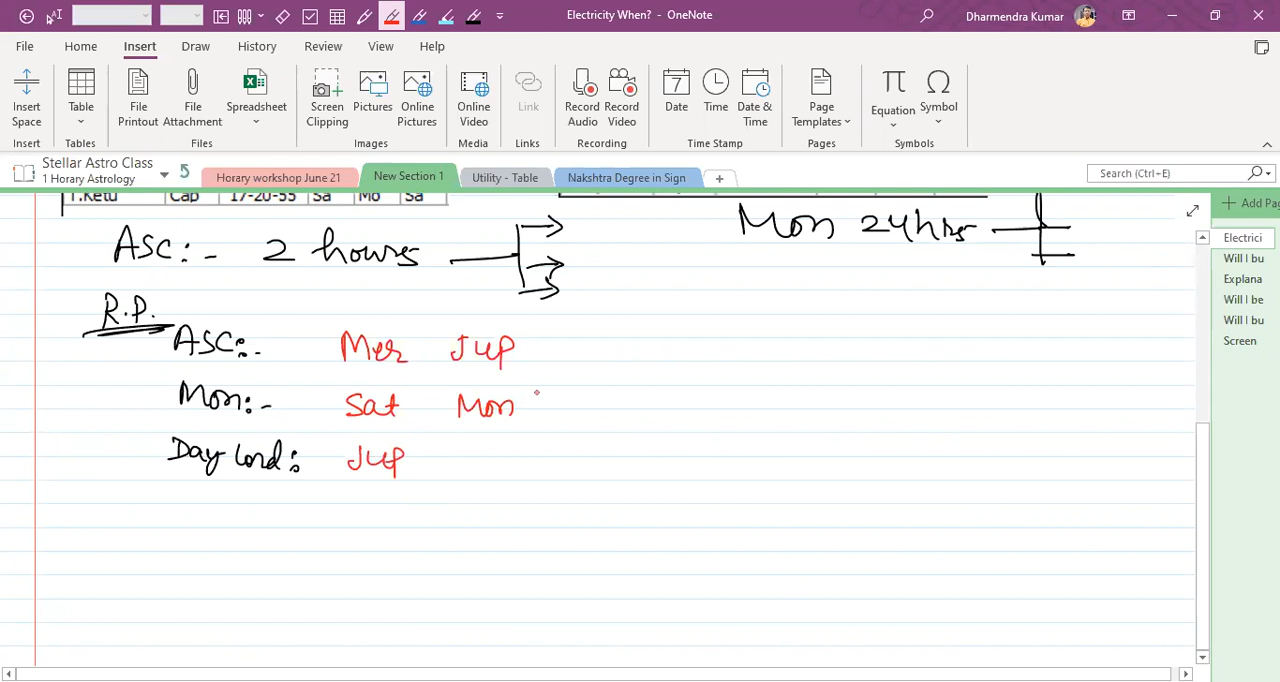 Electricity When? - OneNote
Dharmendra Kumar
File Home Insert Draw History Review View Help
Insert Space
Table
File Printout
File Attachment
Spreadsheet
Screen Clipping
Pictures
Online Pictures
Online Video
Link
Record Audio
Record Video
Date
Time
Date & Time
Page Templates
Equation
Symbol
Insert Tables Files Images Media Links Recording Time Stamp Pages Symbols
Stellar Astro Class
1 Horary Astrology
Horary workshop June 21
New Section 1
Utility - Table
Nakshtra Degree in Sign
Search (Ctrl+E)
Add Pag
T.Ketu Cap 17-20-55 Sa Mo Sa
Mon 24hrs
ASC:- 2 hours
R.P.
ASC:- Mer Jup
Mon:- Sat Mon
Day Lord: Jup
Electrici
Will I bu
Explana
Will I be
Will I bu
Screen